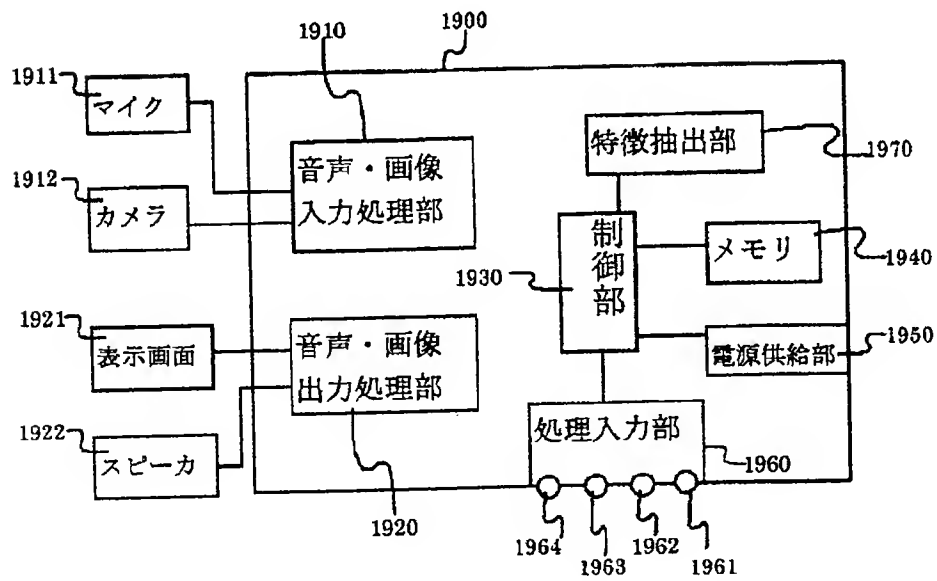 1910
1900
1911
マイク
1912
カメラ
音声・画像
入力処理部
特徴抽出部
1970
制御部
1930
メモリ
1940
1921
表示画面
音声・画像
出力処理部
電源供給部
1950
1922
スピーカ
処理入力部
1960
1920
1964
1963
1962
1961